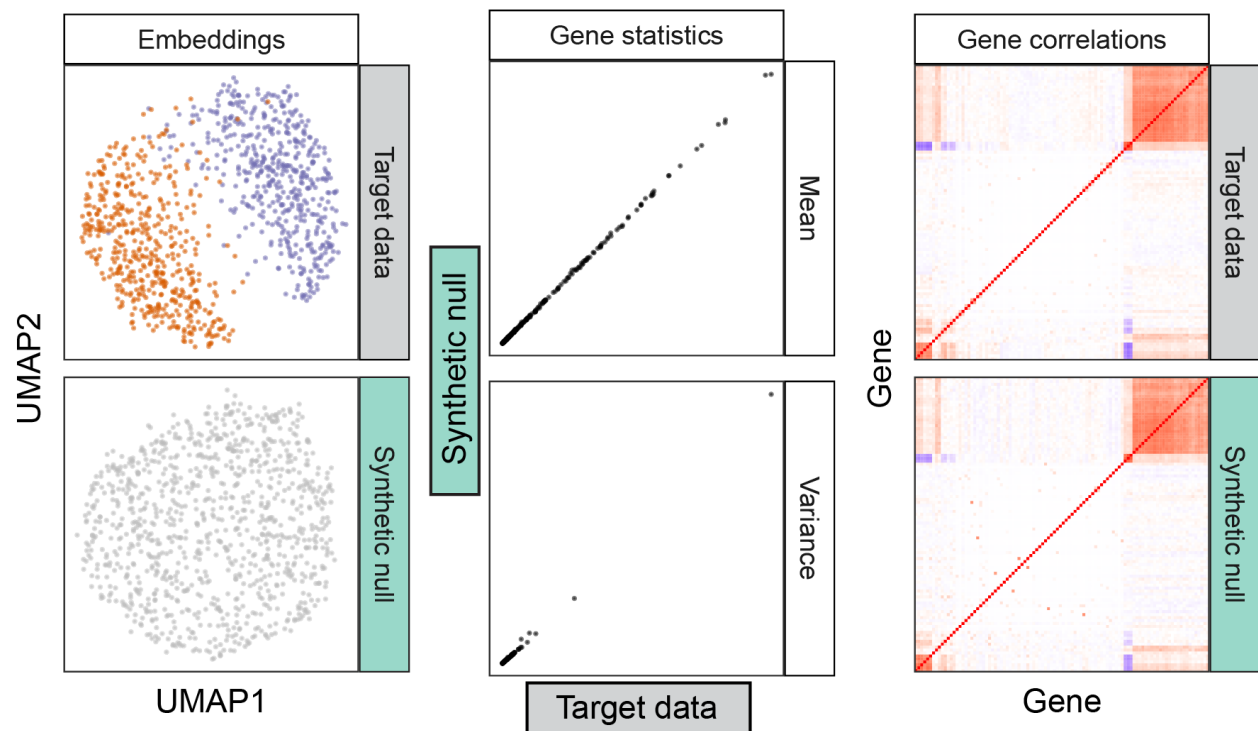 Embeddings
Gene statistics
Gene correlations
Target data
Mean
Target data
UMAP2
Synthetic null
Gene
Synthetic null
Variance
Synthetic null
UMAP1
Target data
Gene